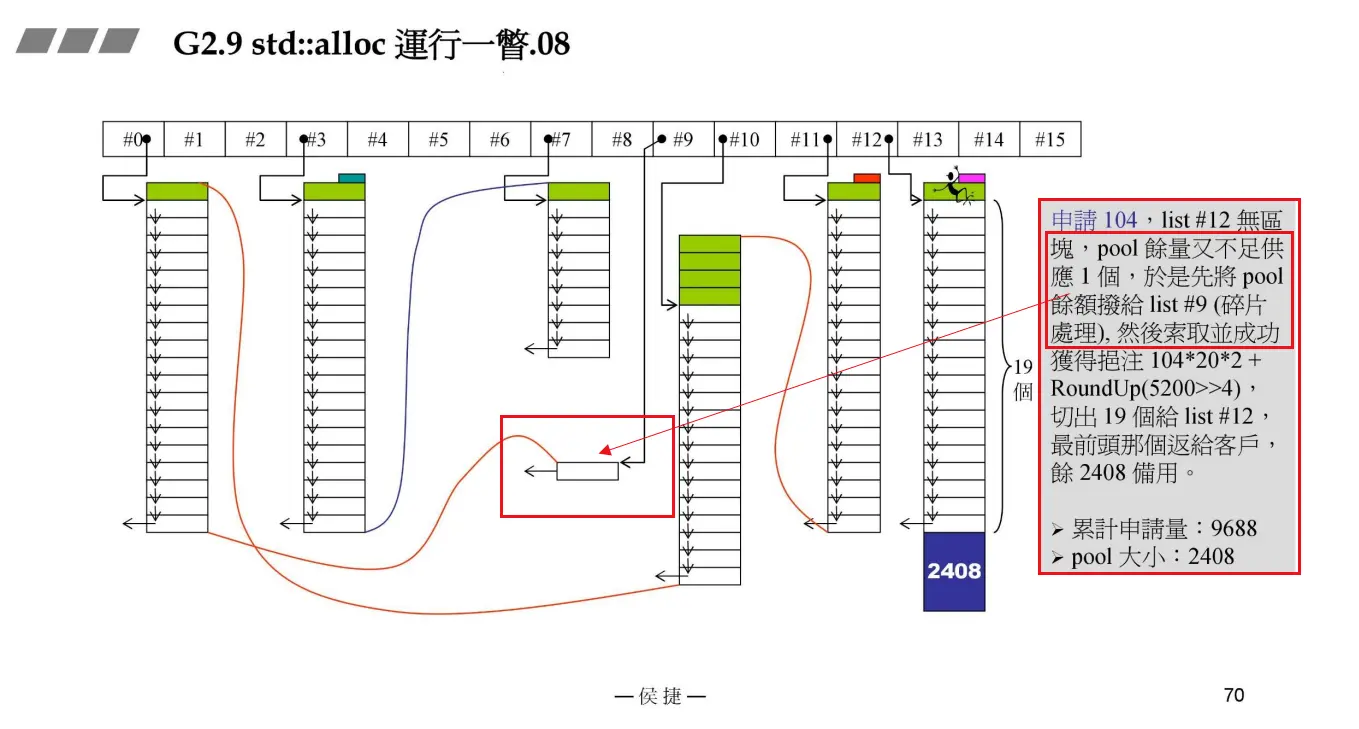 G2.9 std::alloc 運行一瞥.08
#0 #1 #2 #3 #4 #5 #6 #7 #8 #9 #10 #11 #12 #13 #14 #15
申請 104，list #12 無區
塊，pool 餘量又不足供
應 1 個，於是先將 pool
餘額撥給 list #9 (碎片
處理), 然後索取並成功
獲得挹注 104*20*2 +
RoundUp(5200>>4)，
切出 19 個給 list #12，
最前頭那個返給客戶，
餘 2408 備用。
➢ 累計申請量：9688
➢ pool 大小：2408
19
個
2408
— 侯 捷 —
70